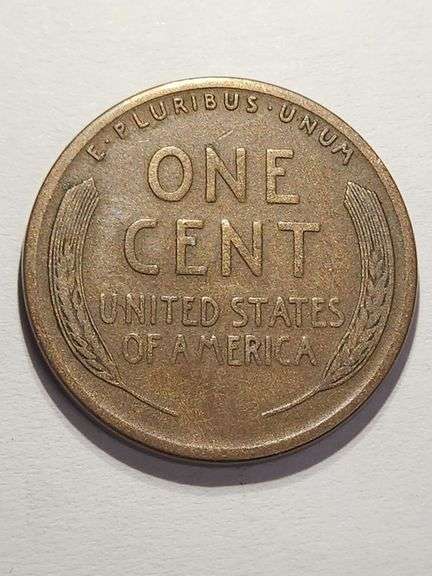 E·PLURIBUS·UNUM
ONE
CENT
UNITED STATES
OF AMERICA